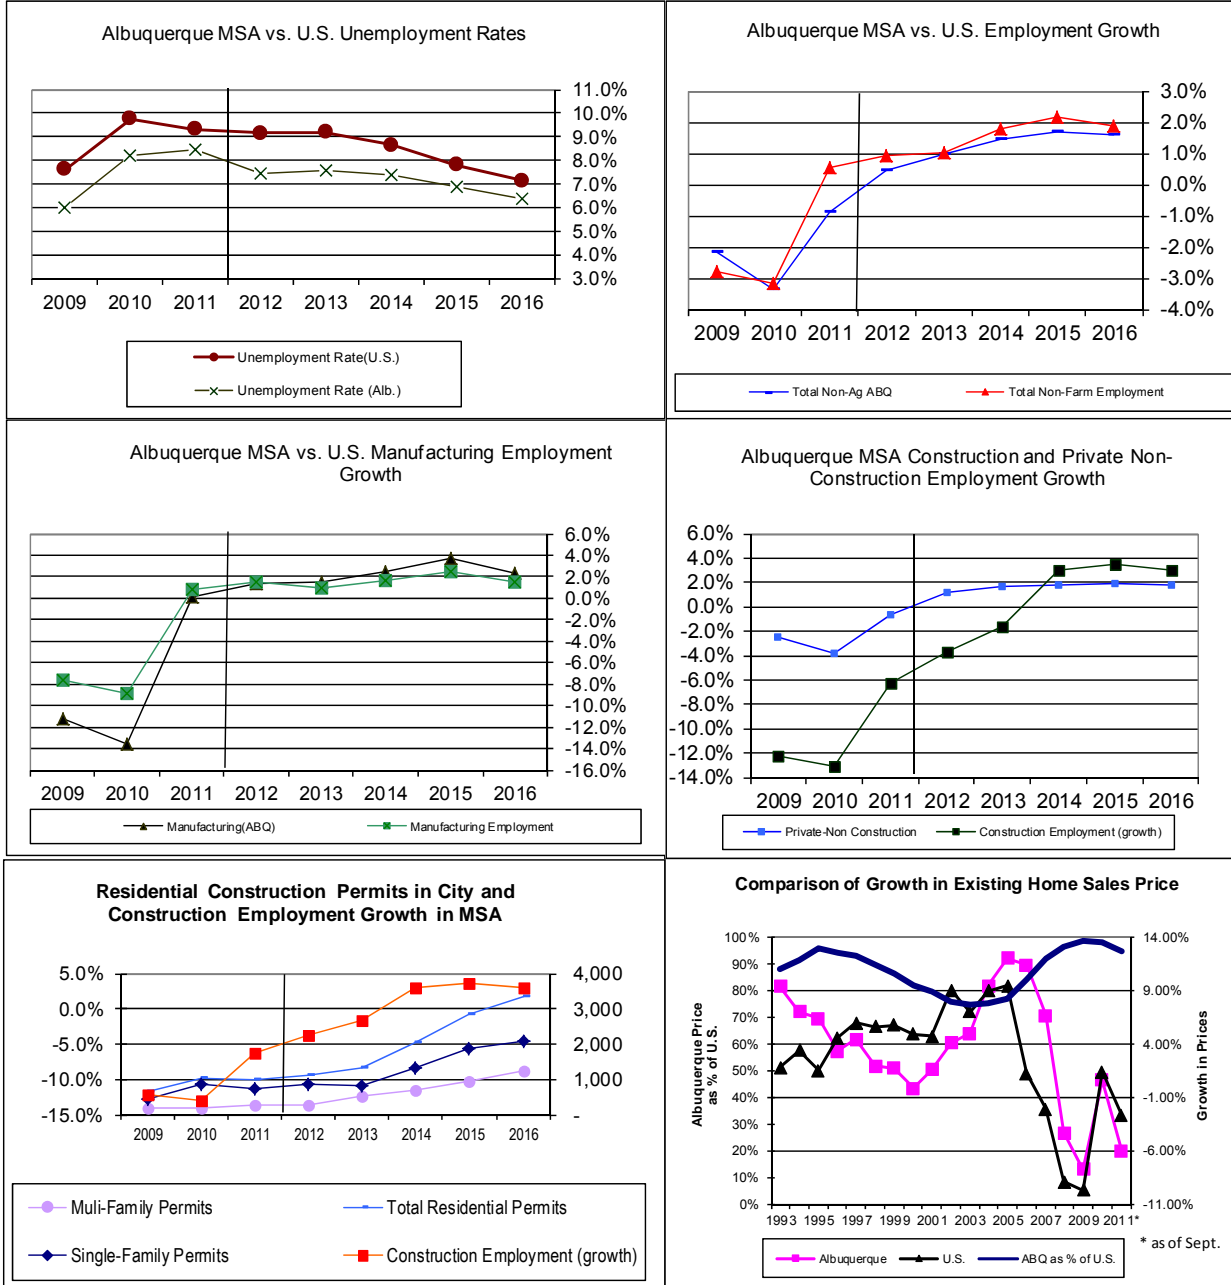 Albuquerque MSA vs. U.S. Unemployment Rates
11.0%
10.0%
9.0%
8.0%
7.0%
6.0%
5.0%
4.0%
3.0%
2009 2010 2011 2012 2013 2014 2015 2016
Unemployment Rate(U.S.)
Unemployment Rate (Alb.)
Albuquerque MSA vs. U.S. Employment Growth
3.0%
2.0%
1.0%
0.0%
-1.0%
-2.0%
-3.0%
-4.0%
2009 2010 2011 2012 2013 2014 2015 2016
Total Non-Ag ABQ Total Non-Farm Employment
Albuquerque MSA vs. U.S. Manufacturing Employment
Growth
6.0%
4.0%
2.0%
0.0%
-2.0%
-4.0%
-6.0%
-8.0%
-10.0%
-12.0%
-14.0%
-16.0%
2009 2010 2011 2012 2013 2014 2015 2016
Manufacturing(ABQ) Manufacturing Employment
Albuquerque MSA Construction and Private Non-
Construction Employment Growth
6.0%
4.0%
2.0%
0.0%
-2.0%
-4.0%
-6.0%
-8.0%
-10.0%
-12.0%
-14.0%
2009 2010 2011 2012 2013 2014 2015 2016
Private-Non Construction Construction Employment (growth)
Residential Construction Permits in City and
Construction Employment Growth in MSA
5.0% 4,000
0.0% 3,000
-5.0% 2,000
-10.0% 1,000
-15.0% -
2009 2010 2011 2012 2013 2014 2015 2016
Muli-Family Permits Total Residential Permits
Single-Family Permits Construction Employment (growth)
Comparison of Growth in Existing Home Sales Price
Albuquerque Price
as % of U.S.
100%
90%
80%
70%
60%
50%
40%
30%
20%
10%
0%
14.00%
9.00%
4.00%
-1.00%
-6.00%
-11.00%
Growth in Prices
1993 1995 1997 1999 2001 2003 2005 2007 2009 2011*
* as of Sept.
Albuquerque U.S. ABQ as % of U.S.